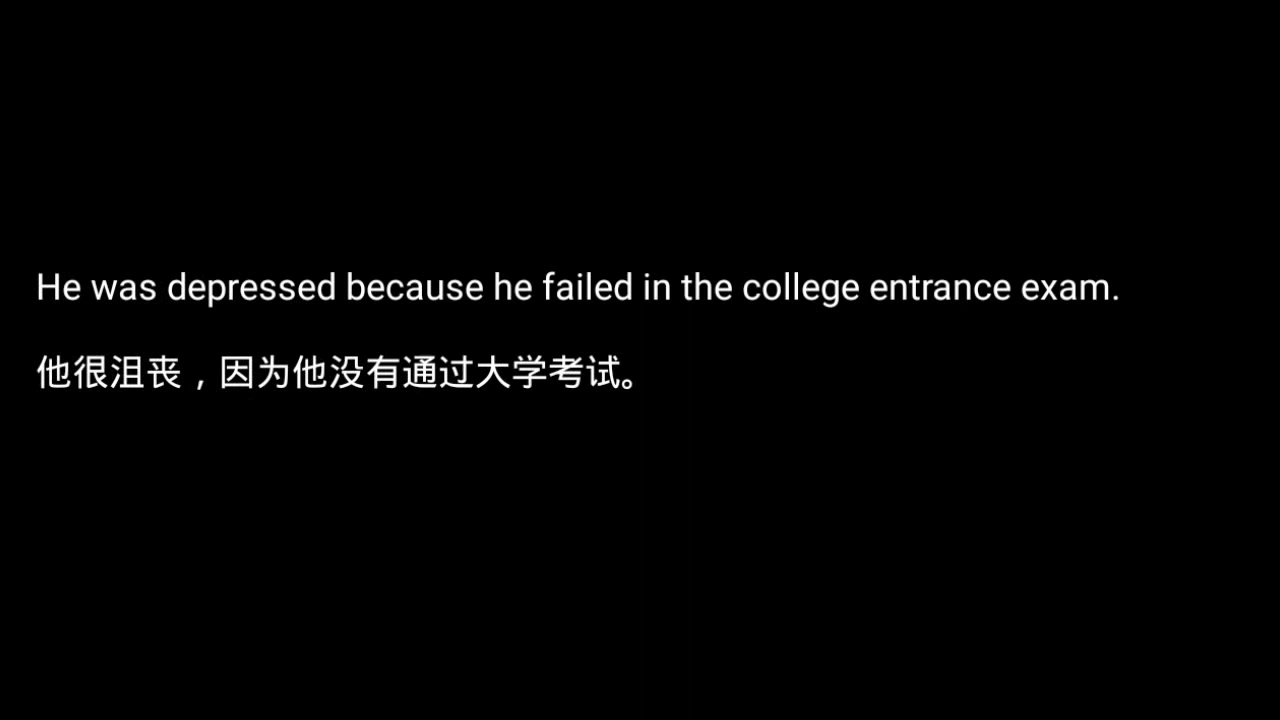 He was depressed because he failed in the college entrance exam.
他很沮丧，因为他没有通过大学考试。